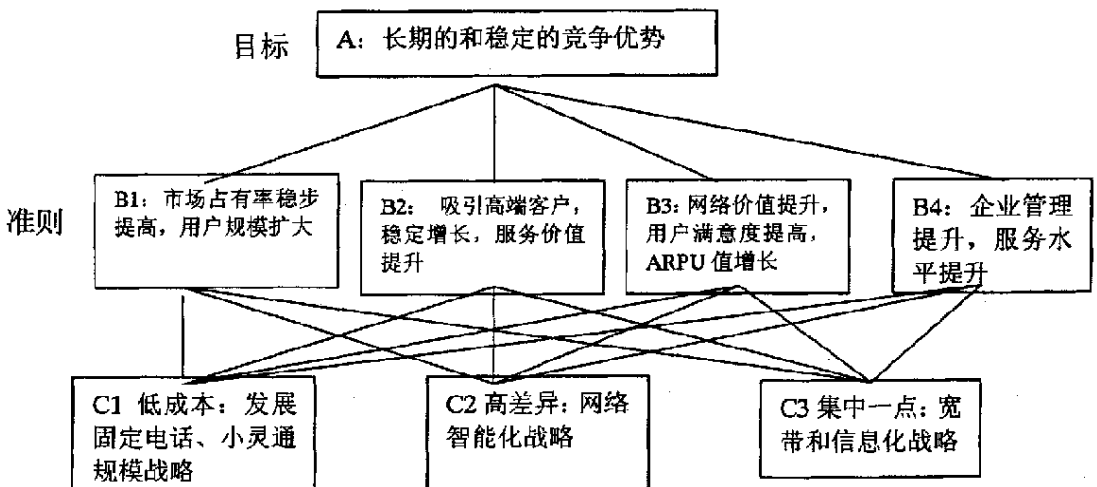 目标
A：长期的和稳定的竞争优势
准则
B1：市场占有率稳步
提高，用户规模扩大
B2： 吸引高端客户，
稳定增长，服务价值
提升
B3：网络价值提升，
用户满意度提高，
ARPU 值增长
B4：企业管理
提升，服务水
平提升
C1 低成本：发展
固定电话、小灵通
规模战略
C2 高差异：网络
智能化战略
C3 集中一点：宽
带和信息化战略